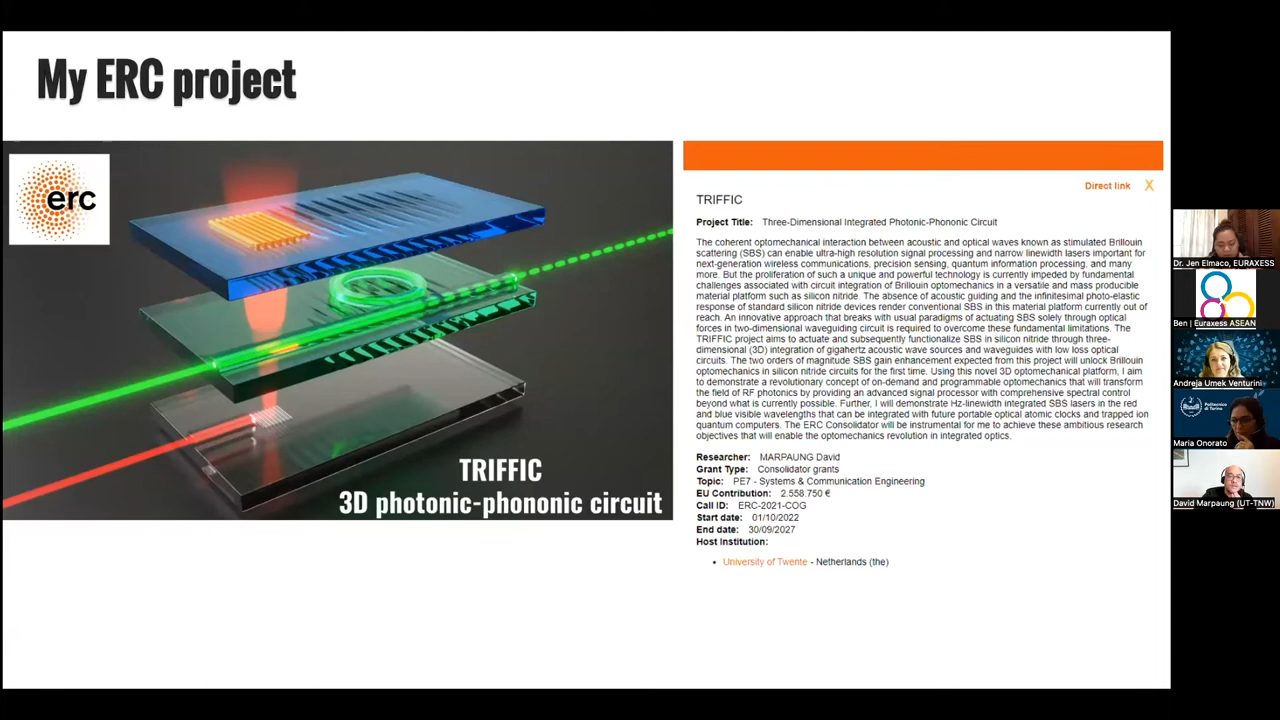 My ERC project
erc
TRIFFIC
3D photonic-phononic circuit
Direct link X
TRIFFIC
Project Title: Three-Dimensional Integrated Photonic-Phononic Circuit
The coherent optomechanical interaction between acoustic and optical waves known as stimulated Brillouin
scattering (SBS) can enable ultra-high resolution signal processing and narrow linewidth lasers important for
next-generation wireless communications, precision sensing, quantum information processing, and many
more. But the proliferation of such a unique and powerful technology is currently impeded by fundamental
challenges associated with circuit integration of Brillouin optomechanics in a versatile and mass producible
material platform such as silicon nitride. The absence of acoustic guiding and the infinitesimal photo-elastic
response of standard silicon nitride devices render conventional SBS in this material platform currently out of
reach. An innovative approach that breaks with usual paradigms of actuating SBS solely through optical
forces in two-dimensional waveguiding circuit is required to overcome these fundamental limitations. The
TRIFFIC project aims to actuate and subsequently functionalize SBS in silicon nitride through three-
dimensional (3D) integration of gigahertz acoustic wave sources and waveguides with low loss optical
circuits. The two orders of magnitude SBS gain enhancement expected from this project will unlock Brillouin
optomechanics in silicon nitride circuits for the first time. Using this novel 3D optomechanical platform, I aim
to demonstrate a revolutionary concept of on-demand and programmable optomechanics that will transform
the field of RF photonics by providing an advanced signal processor with comprehensive spectral control
beyond what is currently possible. Further, I will demonstrate Hz-linewidth integrated SBS lasers in the red
and blue visible wavelengths that can be integrated with future portable optical atomic clocks and trapped ion
quantum computers. The ERC Consolidator will be instrumental for me to achieve these ambitious research
objectives that will enable the optomechanics revolution in integrated optics.
Researcher: MARPAUNG David
Grant Type: Consolidator grants
Topic: PE7 - Systems & Communication Engineering
EU Contribution: 2.558.750 €
Call ID: ERC-2021-COG
Start date: 01/10/2022
End date: 30/09/2027
Host Institution:
• University of Twente - Netherlands (the)
Dr. Jen Elmaco, EURAXESS
Ben | Euraxess ASEAN
Andreja Umek Venturini
Politecnico
di Torino
Maria Onorato
David Marpaung (UT-TNW)